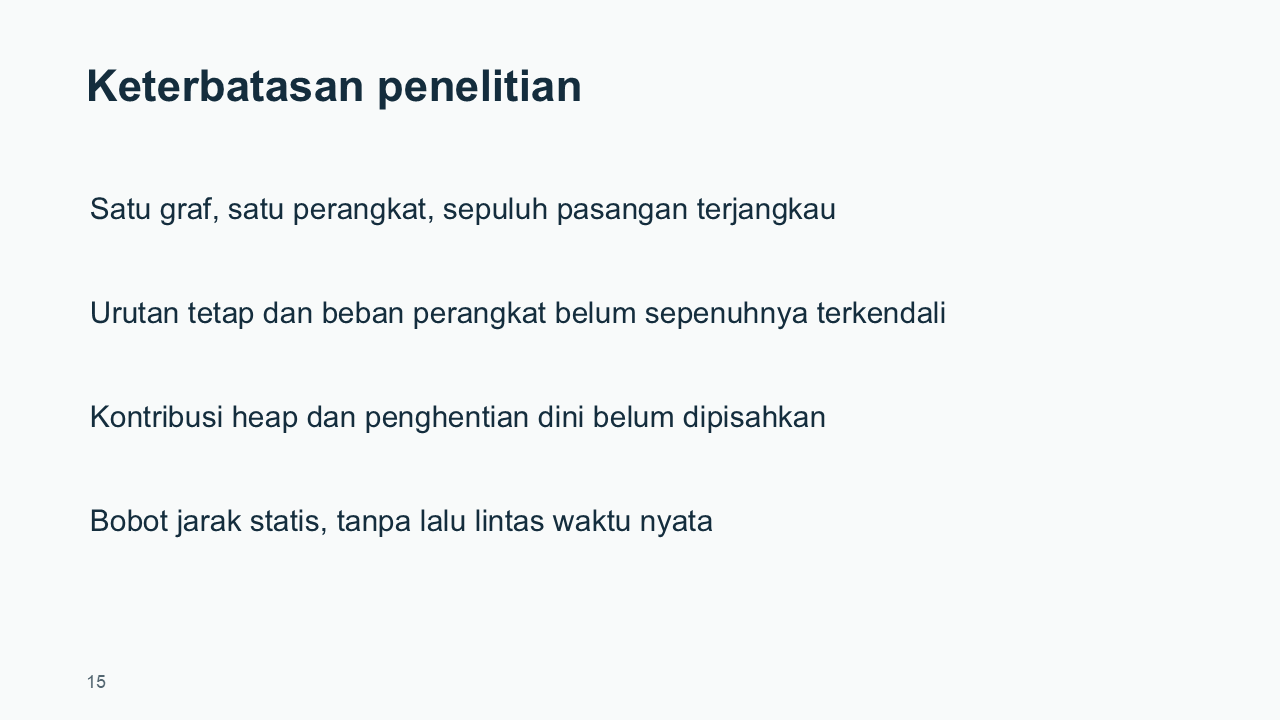 Keterbatasan penelitian
Satu graf, satu perangkat, sepuluh pasangan terjangkau
Urutan tetap dan beban perangkat belum sepenuhnya terkendali
Kontribusi heap dan penghentian dini belum dipisahkan
Bobot jarak statis, tanpa lalu lintas waktu nyata
15